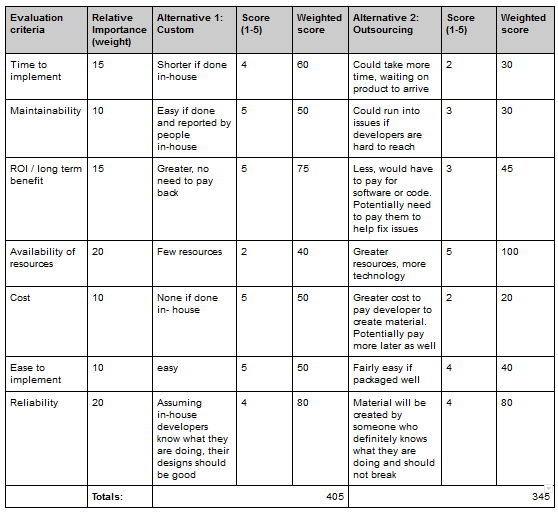 Evaluation criteria
Relative Importance (weight)
Alternative 1: Custom
Score (1-5)
Weighted score
Alternative 2: Outsourcing
Score (1-5)
Weighted score
Time to implement
15
Shorter if done in-house
4
60
Could take more time, waiting on product to arrive
2
30
Maintainability
10
Easy if done and reported by people in-house
5
50
Could run into issues if developers are hard to reach
3
30
ROI / long term benefit
15
Greater, no need to pay back
5
75
Less, would have to pay for software or code. Potentially need to pay them to help fix issues
3
45
Availability of resources
20
Few resources
2
40
Greater resources, more technology
5
100
Cost
10
None if done in- house
5
50
Greater cost to pay developer to create material. Potentially pay more later as well
2
20
Ease to implement
10
easy
5
50
Fairly easy if packaged well
4
40
Reliability
20
Assuming in-house developers know what they are doing, their designs should be good
4
80
Material will be created by someone who definitely knows what they are doing and should not break
4
80
Totals:
405
345